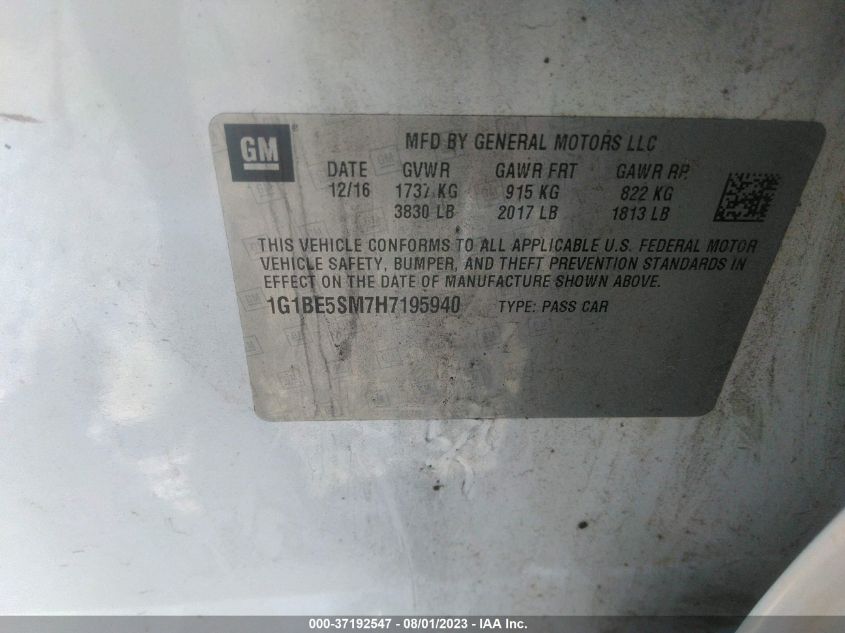 GM
MFD BY GENERAL MOTORS LLC
DATE GVWR GAWR FRT GAWR RR
12/16 1737 KG 915 KG 822 KG
3830 LB 2017 LB 1813 LB
THIS VEHICLE CONFORMS TO ALL APPLICABLE U.S. FEDERAL MOTOR
VEHICLE SAFETY, BUMPER, AND THEFT PREVENTION STANDARDS IN
EFFECT ON THE DATE OF MANUFACTURE SHOWN ABOVE.
1G1BE5SM7H7195940 TYPE: PASS CAR
000-37192547 - 08/01/2023 - IAA Inc.